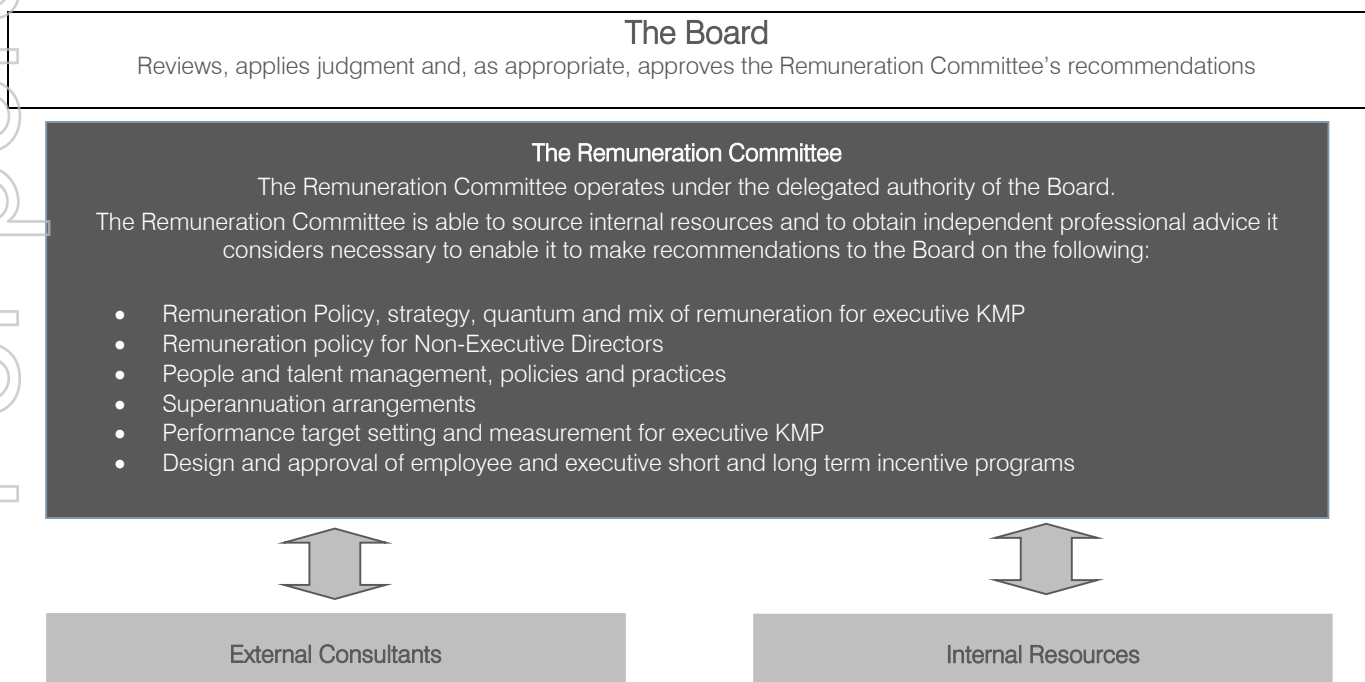 The Board
Reviews, applies judgment and, as appropriate, approves the Remuneration Committee's recommendations
The Remuneration Committee
The Remuneration Committee operates under the delegated authority of the Board.
The Remuneration Committee is able to source internal resources and to obtain independent professional advice it
considers necessary to enable it to make recommendations to the Board on the following:
• Remuneration Policy, strategy, quantum and mix of remuneration for executive KMP
• Remuneration policy for Non-Executive Directors
• People and talent management, policies and practices
• Superannuation arrangements
• Performance target setting and measurement for executive KMP
• Design and approval of employee and executive short and long term incentive programs
External Consultants
Internal Resources